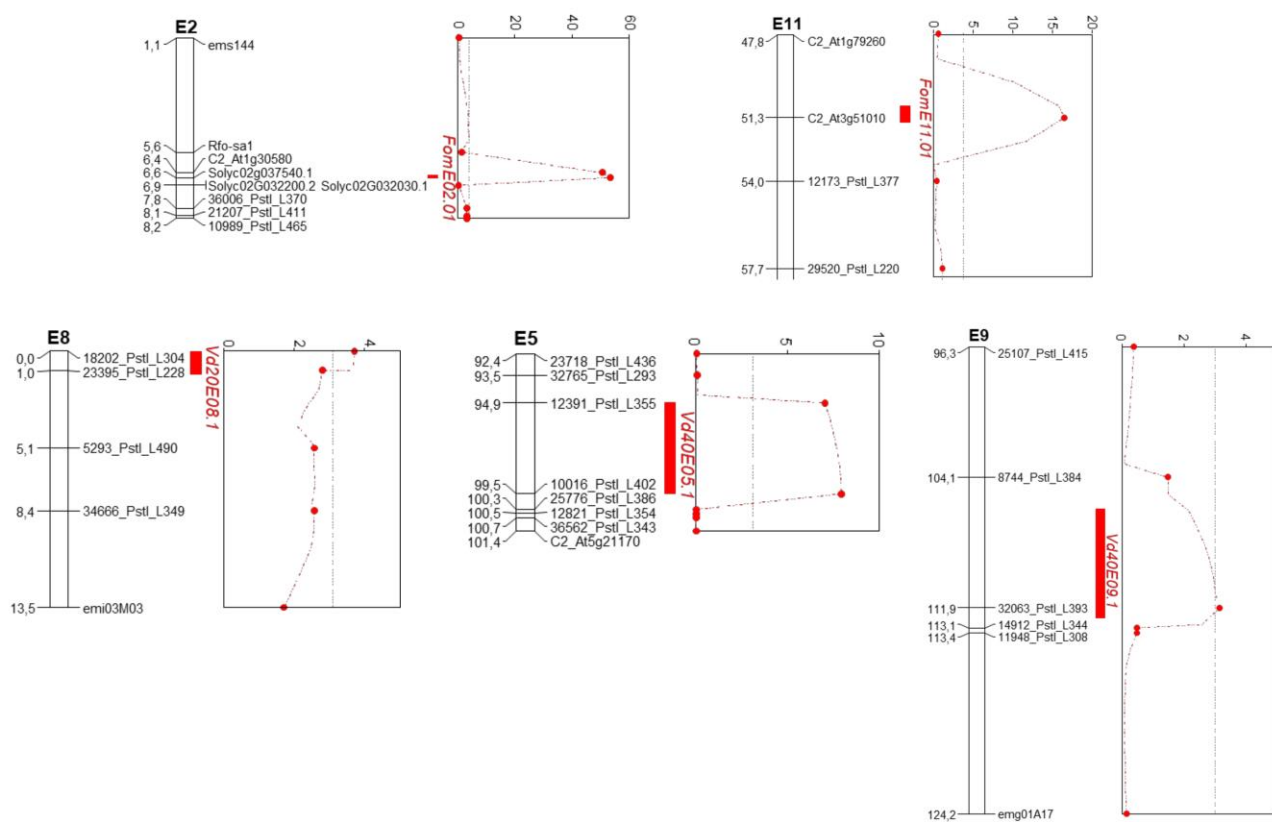 E2
0 20 40 60
1,1 ems144
5,6 Rfo-sa1
6,4 C2_At1g30580
6,6 Solyc02g037540.1
6,9 Solyc02G032200.2 Solyc02G032030.1
7,8 36006_PstI_L370
8,1 21207_PstI_L411
8,2 10989_PstI_L465
FomE02.01
E11
0 5 10 15 20
47,8 C2_At1g79260
51,3 C2_At3g51010
54,0 12173_PstI_L377
57,7 29520_PstI_L220
FomE11.01
E8
0 2 4
0,0 18202_PstI_L304
1,0 23395_PstI_L228
5,1 5293_PstI_L490
8,4 34666_PstI_L349
13,5 emi03M03
Vd20E08.1
E5
0 5 10
92,4 23718_PstI_L436
93,5 32765_PstI_L293
94,9 12391_PstI_L355
99,5 10016_PstI_L402
100,3 25776_PstI_L386
100,5 12821_PstI_L354
100,7 36562_PstI_L343
101,4 C2_At5g21170
Vd40E05.1
E9
0 2 4
96,3 25107_PstI_L415
104,1 8744_PstI_L384
111,9 32063_PstI_L393
113,1 14912_PstI_L344
113,4 11948_PstI_L308
124,2 emg01A17
Vd40E09.1